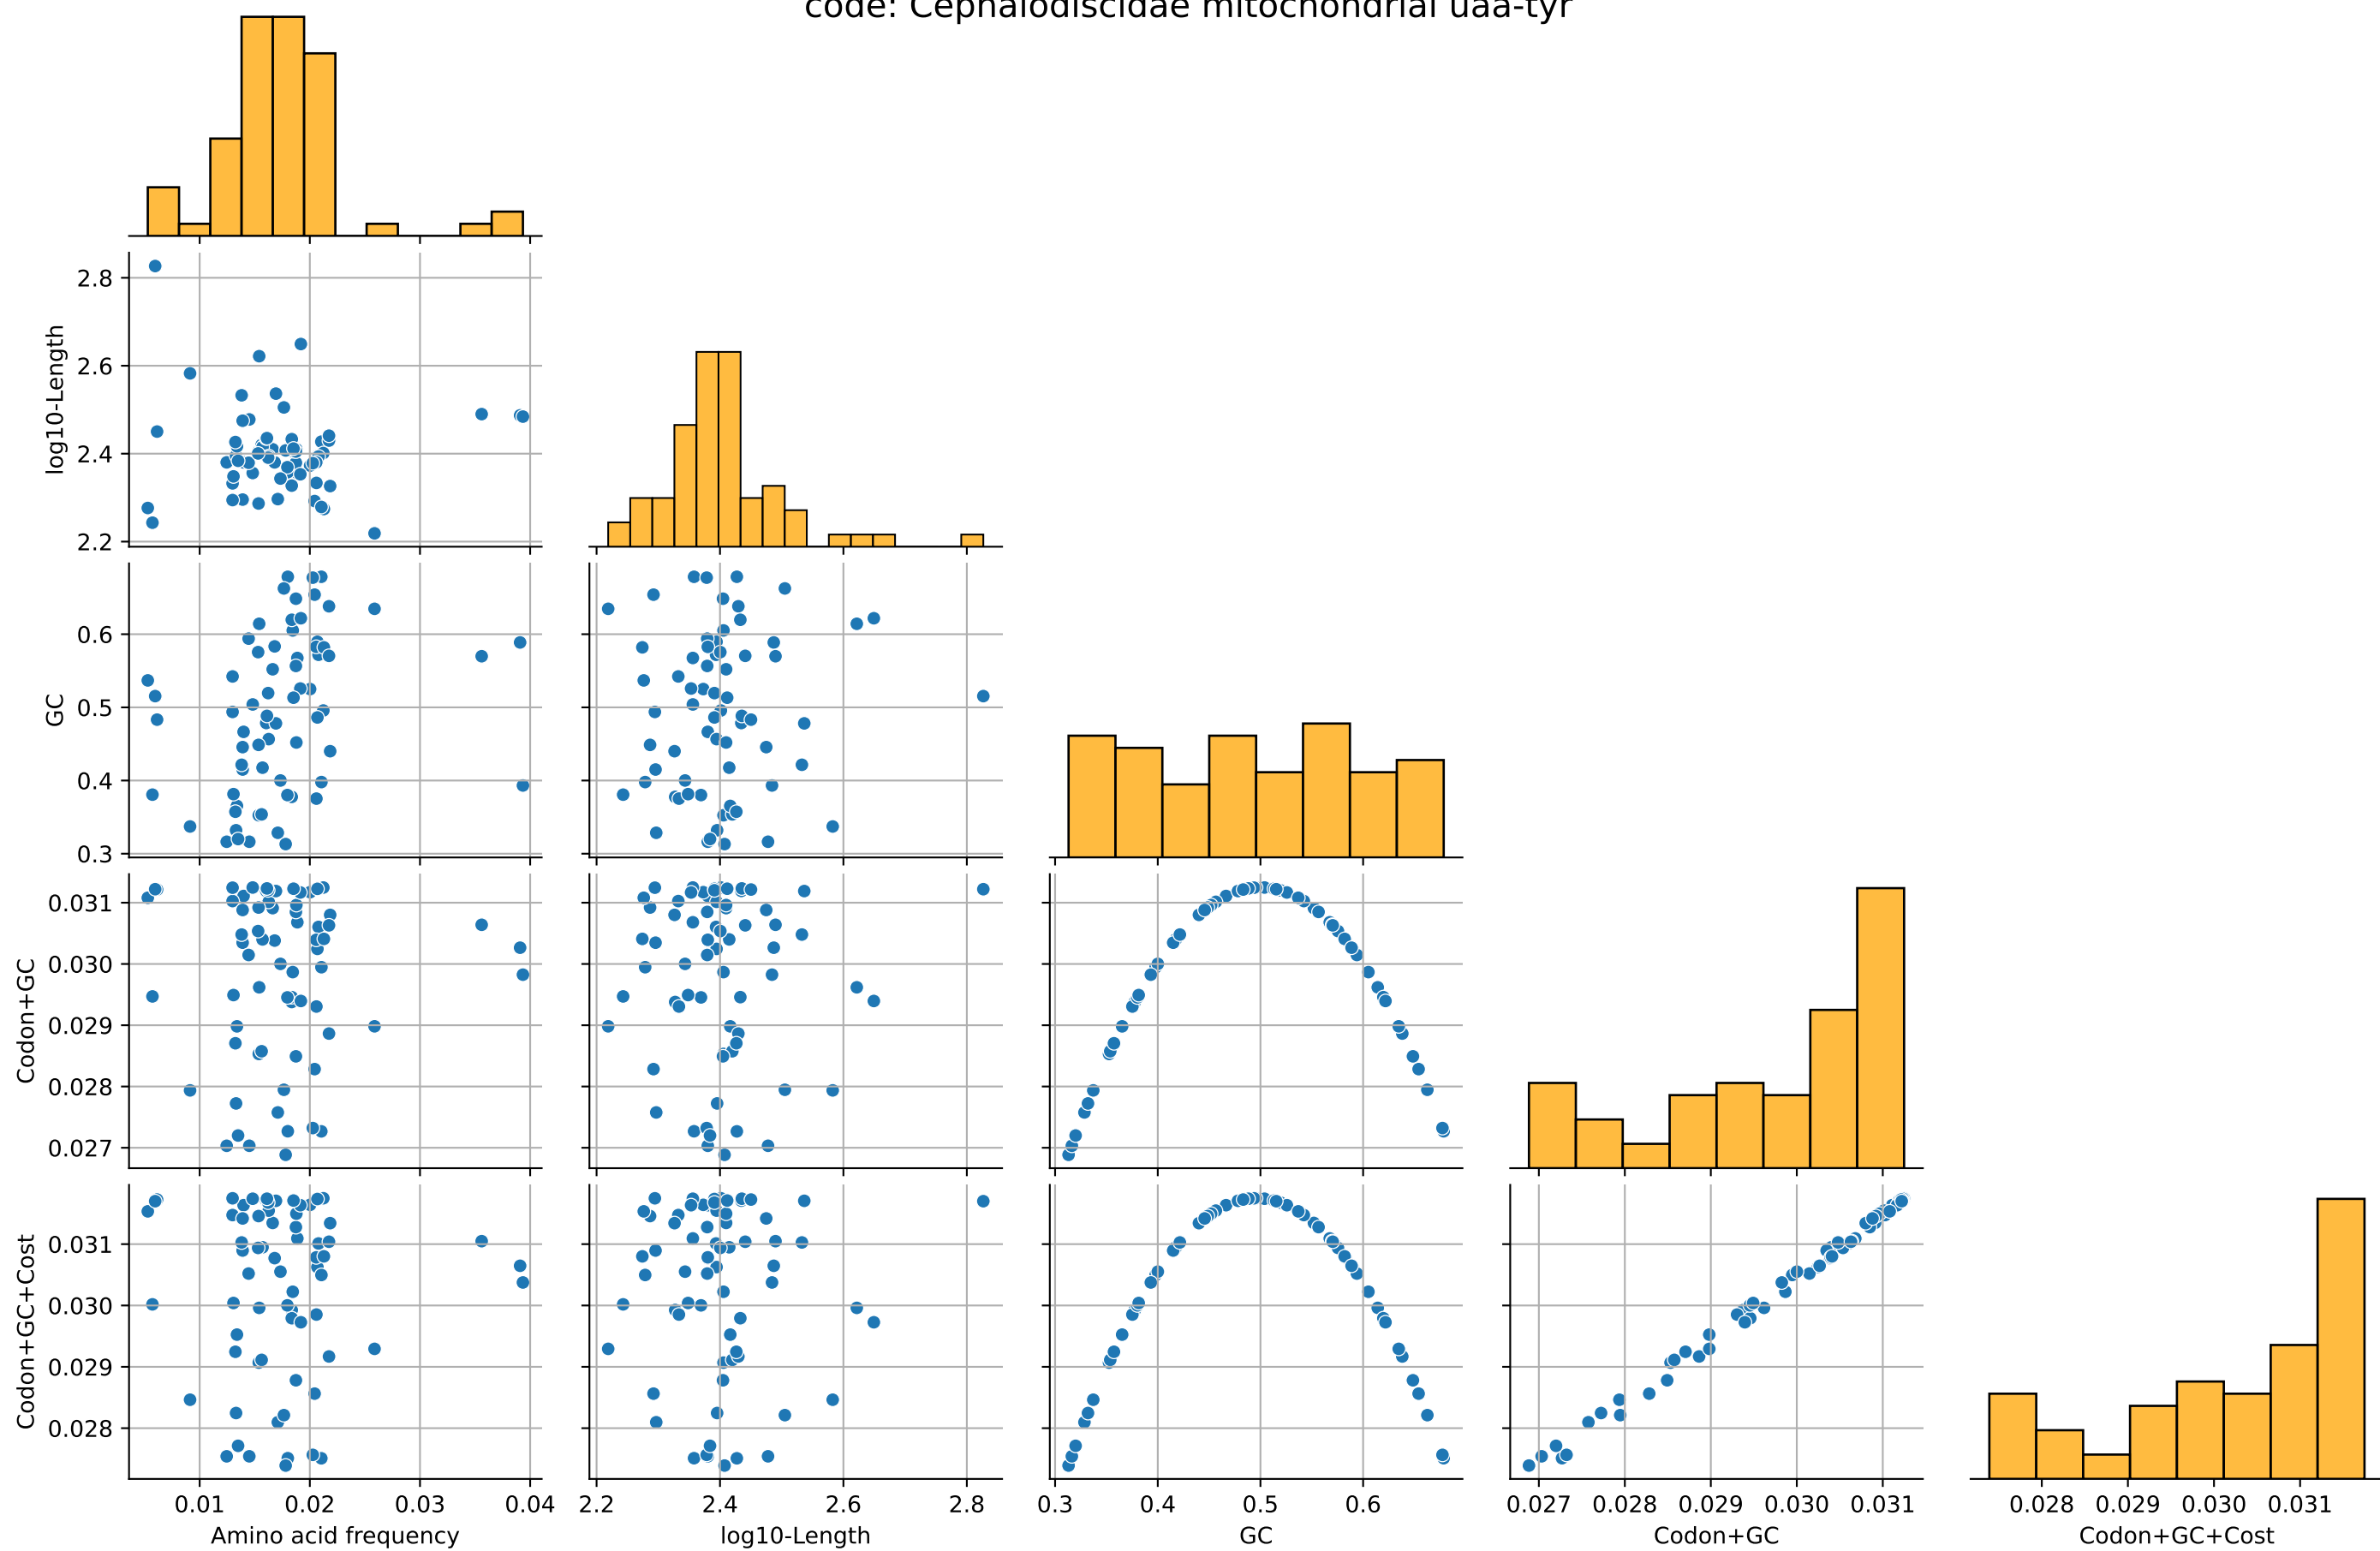 code: Cephalodiscidae mitochondrial uaa-tyr
2.8
2.6
2.4
2.2
log10-Length
0.6
0.5
0.4
0.3
GC
0.031
0.030
0.029
0.028
0.027
Codon+GC
0.031
0.030
0.029
0.028
Codon+GC+Cost
0.01 0.02 0.03 0.04
Amino acid frequency
2.2 2.4 2.6 2.8
log10-Length
0.3 0.4 0.5 0.6
GC
0.027 0.028 0.029 0.030 0.031
Codon+GC
0.028 0.029 0.030 0.031
Codon+GC+Cost